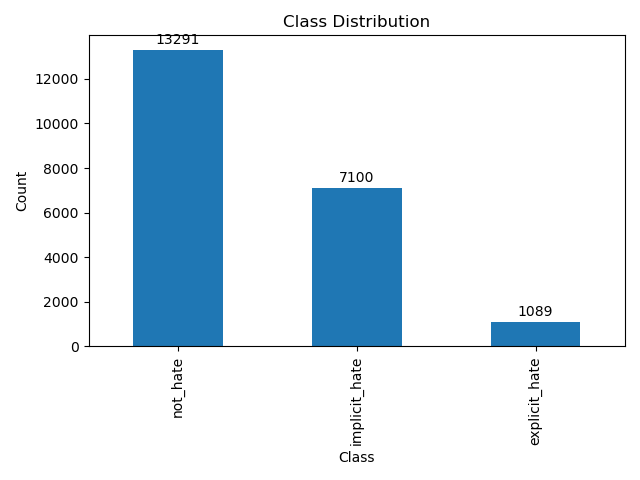 Class Distribution
13291
7100
1089
12000
10000
8000
6000
4000
2000
0
Count
not_hate
implicit_hate
explicit_hate
Class